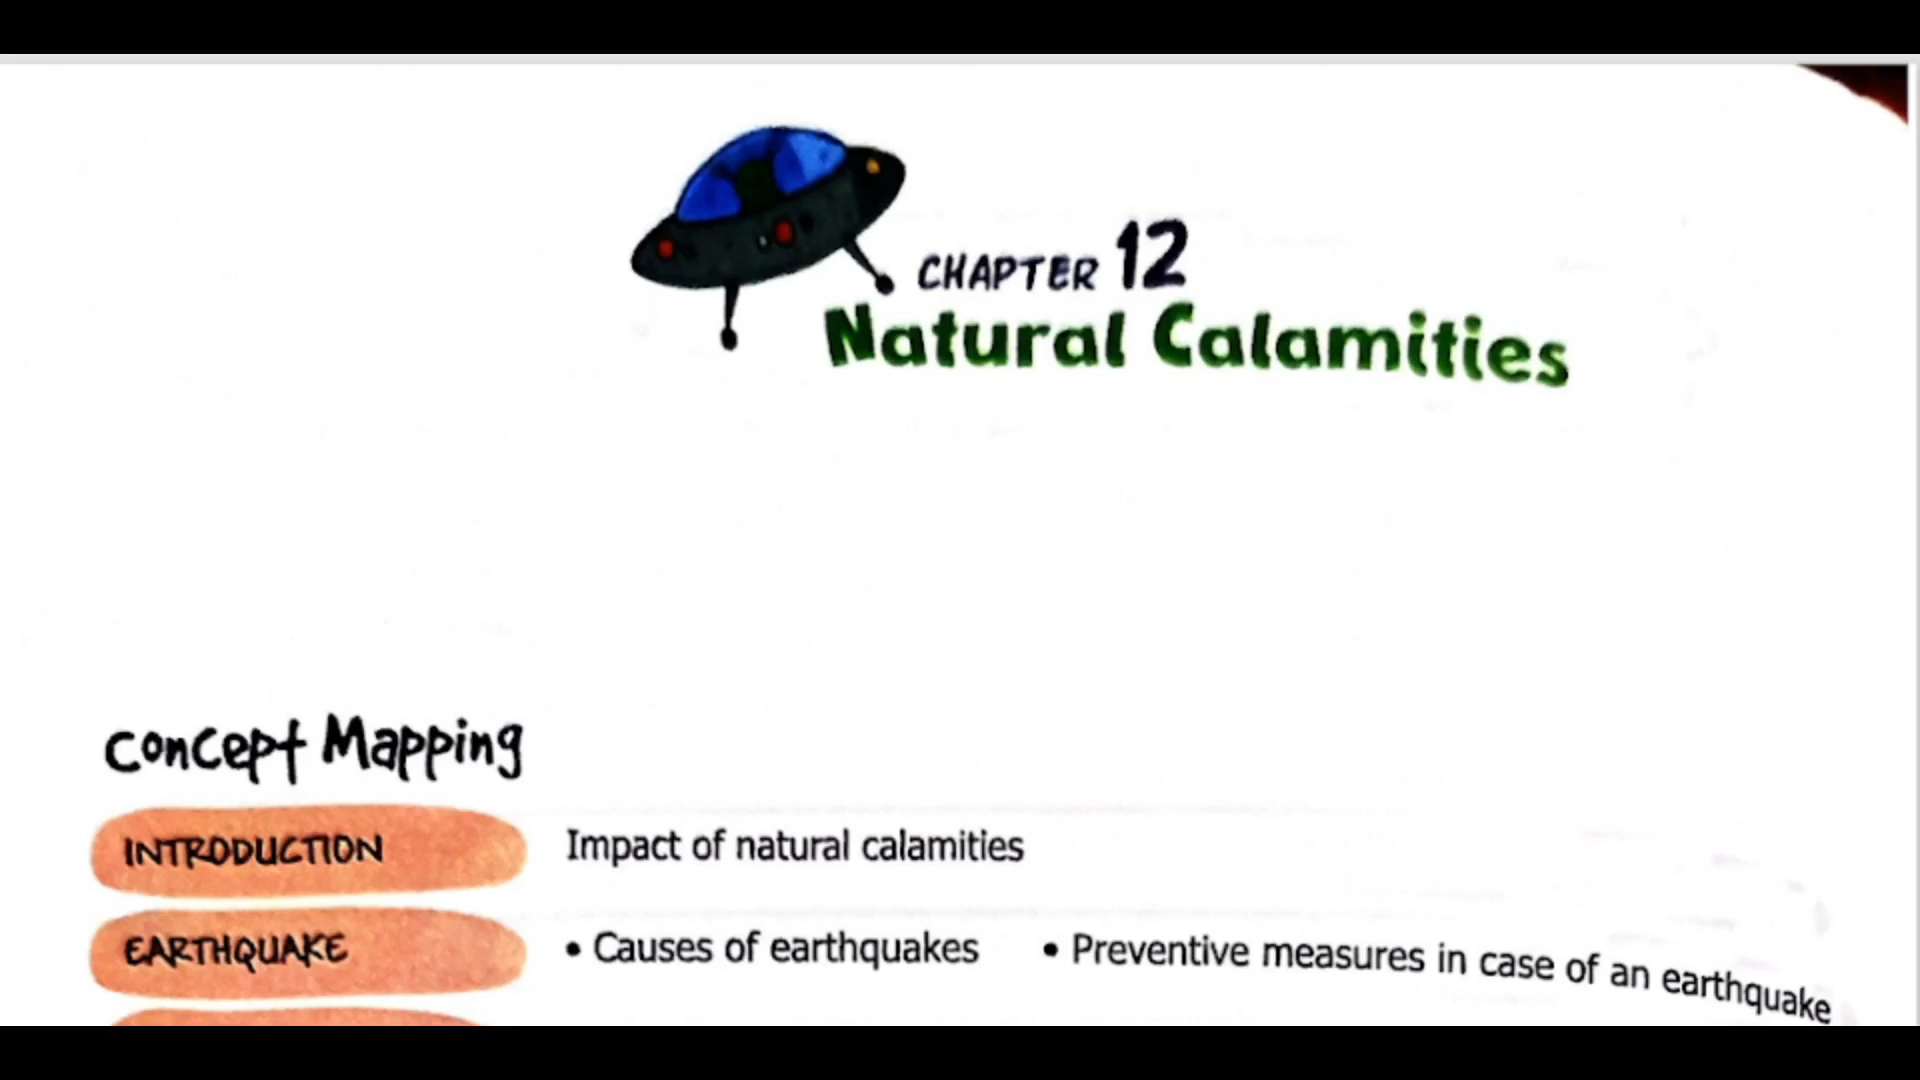 CHAPTER 12
Natural Calamities
Concept Mapping
INTRODUCTION
Impact of natural calamities
EARTHQUAKE
• Causes of earthquakes • Preventive measures in case of an earthquake